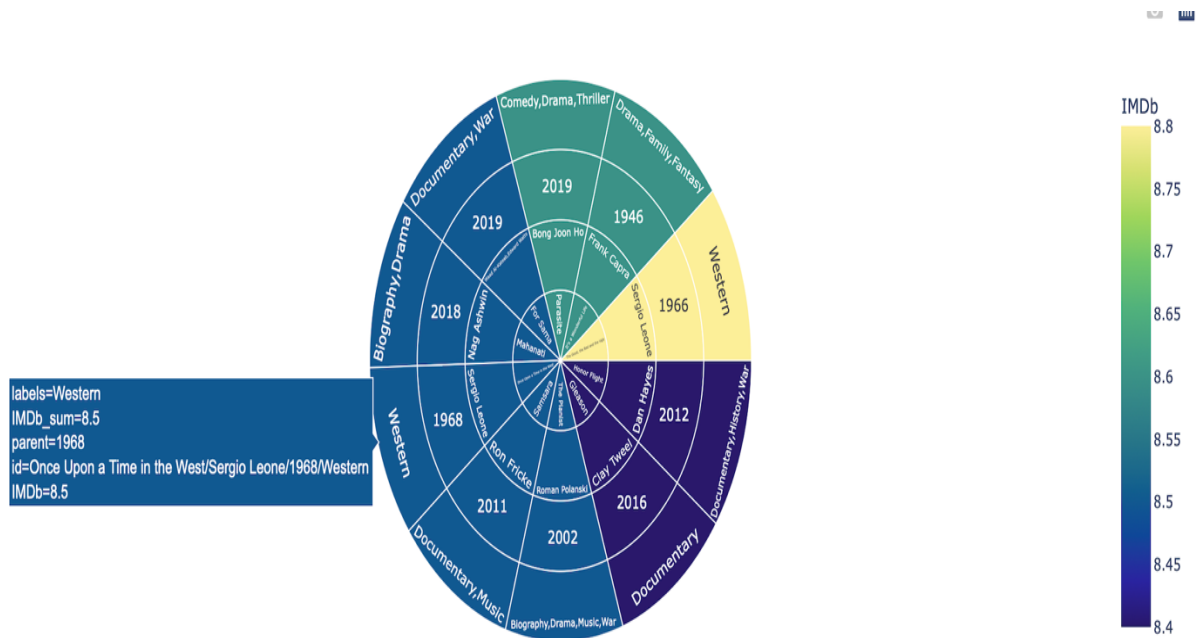 IMDb
8.8
8.75
8.7
8.65
8.6
8.55
8.5
8.45
8.4
Comedy,Drama,Thriller
2019
Bong Joon Ho
Parasite
Drama,Family,Fantasy
1946
Frank Capra
Western
1966
Sergio Leone
Documentary,History,War
2012
Dan Hayes
Honor Flight
Documentary
2016
Clay Tweel
Gleason
Biography,Drama,Music,War
2002
Roman Polanski
The Pianist
Documentary,Music
2011
Ron Fricke
Samsara
Western
1968
Sergio Leone
Biography,Drama
2018
Nag Ashwin
Mahanati
Documentary,War
2019
For Sama
labels=Western
IMDb_sum=8.5
parent=1968
id=Once Upon a Time in the West/Sergio Leone/1968/Western
IMDb=8.5